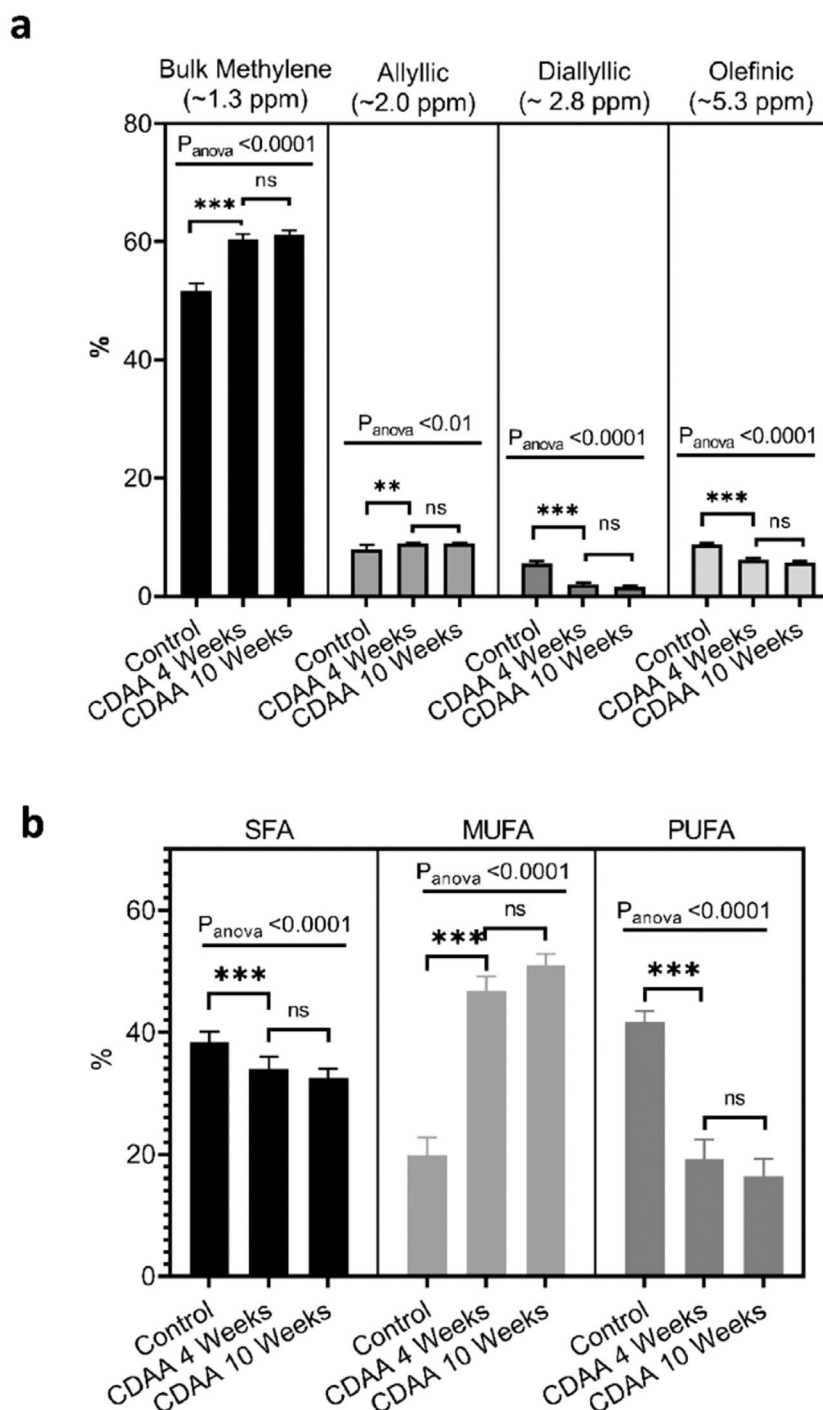 a
Bulk Methylene Allyllic Diallyllic Olefinic
(~1.3 ppm) (~2.0 ppm) (~ 2.8 ppm) (~5.3 ppm)
80
60
40
20
0
%
Panova <0.0001
*** ns
Panova <0.01
** ns
Panova <0.0001
*** ns
Panova <0.0001
*** ns
Control
CDAA 4 Weeks
CDAA 10 Weeks
Control
CDAA 4 Weeks
CDAA 10 Weeks
Control
CDAA 4 Weeks
CDAA 10 Weeks
Control
CDAA 4 Weeks
CDAA 10 Weeks
b
SFA MUFA PUFA
60
40
20
0
%
Panova <0.0001
*** ns
Panova <0.0001
*** ns
Panova <0.0001
*** ns
Control
CDAA 4 Weeks
CDAA 10 Weeks
Control
CDAA 4 Weeks
CDAA 10 Weeks
Control
CDAA 4 Weeks
CDAA 10 Weeks